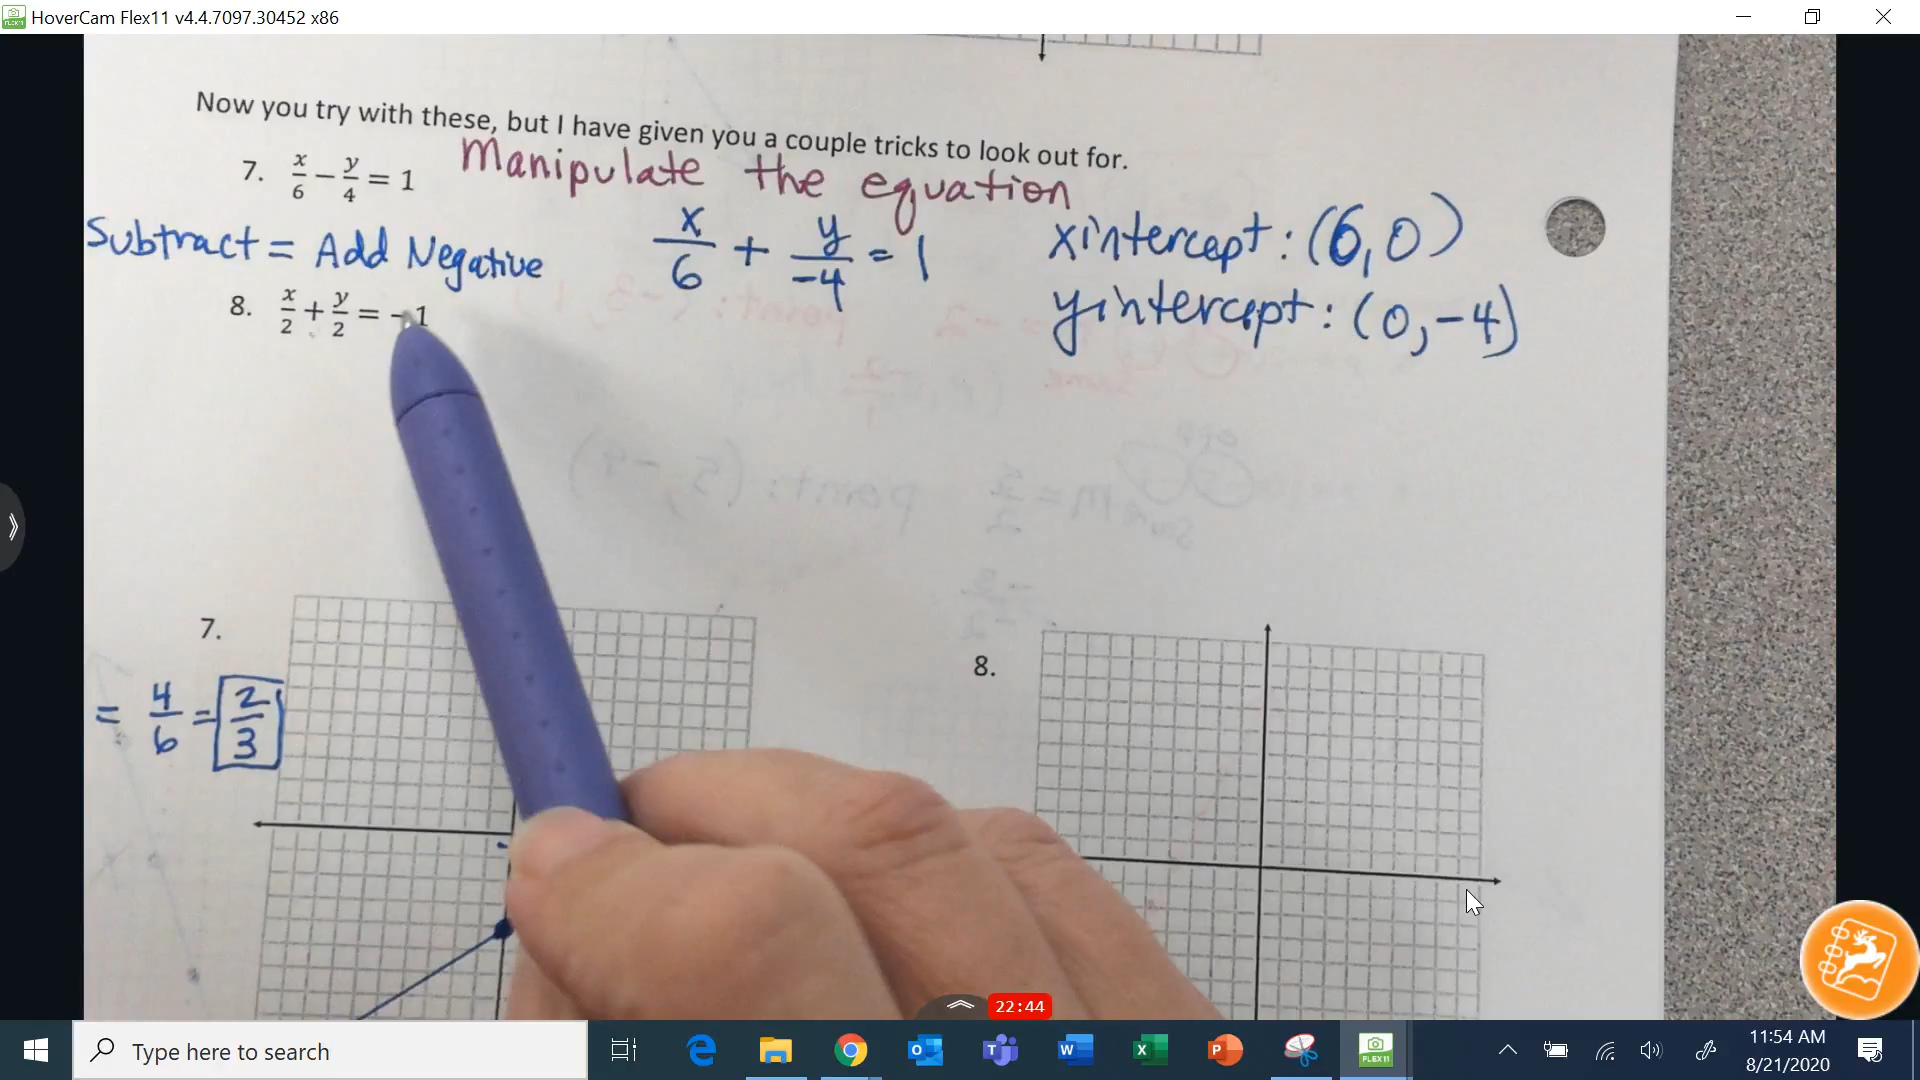 HoverCam Flex11 v4.4.7097.30452 x86
Now you try with these, but I have given you a couple tricks to look out for.
7. x/6 − y/4 = 1 Manipulate the equation
Subtract = Add Negative x/6 + y/-4 = 1 xintercept: (6,0)
8. x/2 + y/2 = −1 yintercept: (0,-4)
7.
8.
= 4/6 = 2/3
22:44
Type here to search
FLEX11
11:54 AM
8/21/2020